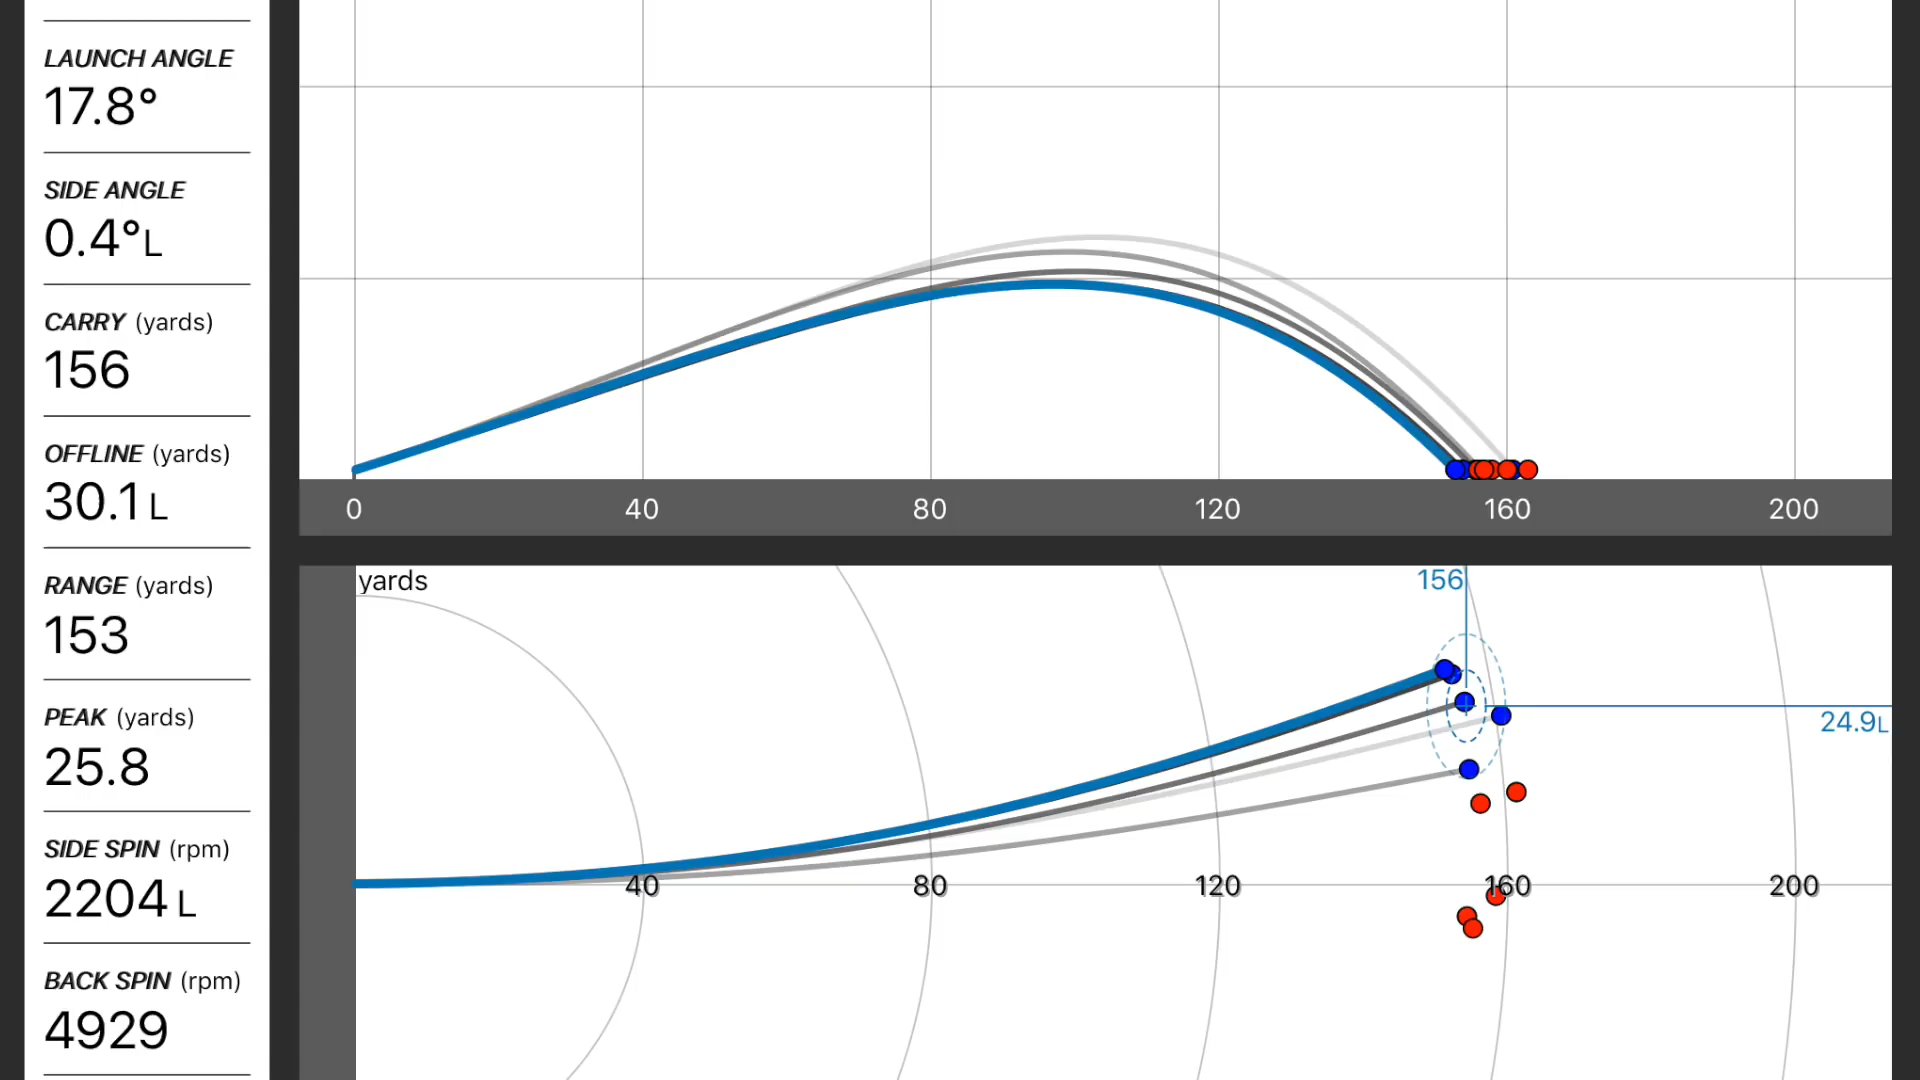 LAUNCH ANGLE
17.8°
SIDE ANGLE
0.4° L
CARRY (yards)
156
OFFLINE (yards)
30.1 L
RANGE (yards)
153
PEAK (yards)
25.8
SIDE SPIN (rpm)
2204 L
BACK SPIN (rpm)
4929
0 40 80 120 160 200
yards
156
24.9L
40 80 120 160 200